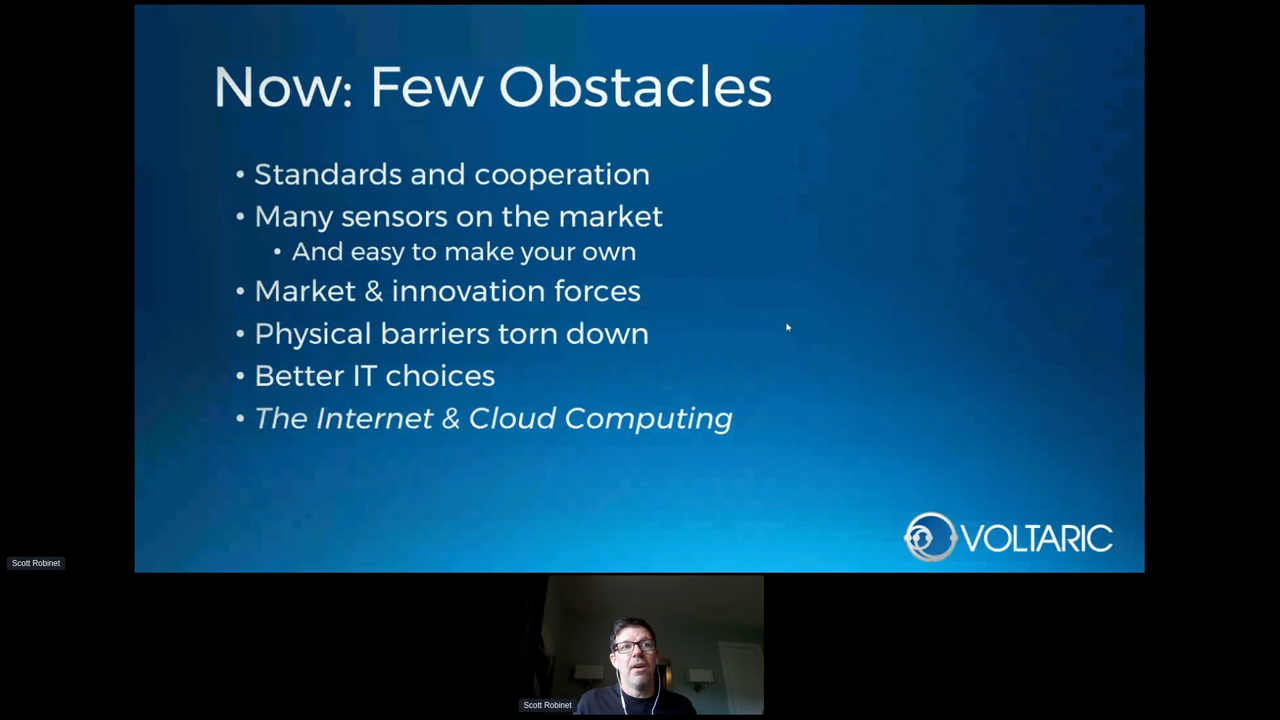 Now: Few Obstacles
• Standards and cooperation
• Many sensors on the market
• And easy to make your own
• Market & innovation forces
• Physical barriers torn down
• Better IT choices
• The Internet & Cloud Computing
VOLTARIC
Scott Robinet
Scott Robinet